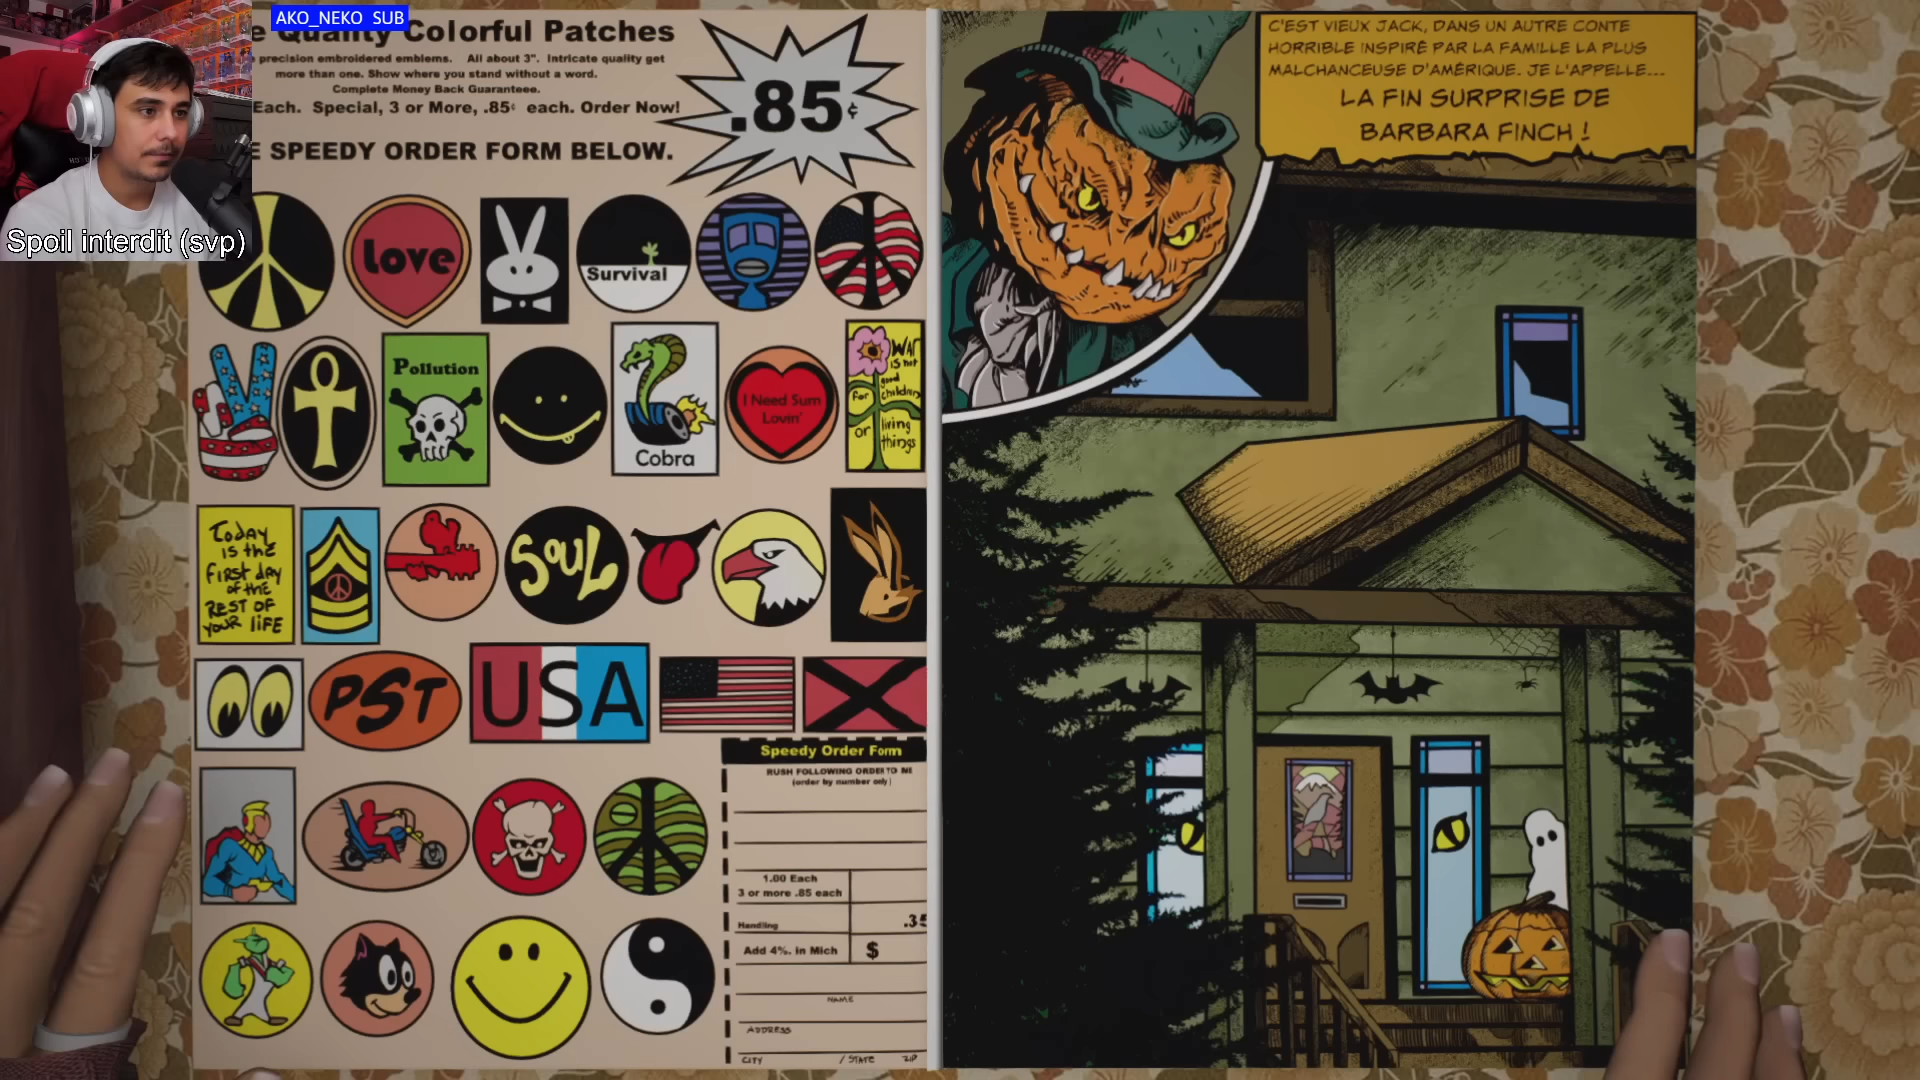 AKO_NEKO_SUB
Quality Colorful Patches
precision embroidered emblems. All about 3". Intricate quality get
more than one. Show where you stand without a word.
Complete Money Back Guaranteee.
Each. Special, 3 or More, .85¢ each. Order Now!
.85¢
SPEEDY ORDER FORM BELOW.
Spoil interdit (svp)
Love
Survival
Pollution
Cobra
I Need Sum
Lovin'
WAR
is not
good
for children
or living
things
Today
is the
first day
of the
REST OF
YOUR LIFE
SOUL
PST
USA
Speedy Order Form
RUSH FOLLOWING ORDER TO ME
(order by number only)
1.00 Each
3 or more .85 each
Handling .35
Add 4%. in Mich $
NAME
ADDRESS
CITY / STATE ZIP
C'EST VIEUX JACK, DANS UN AUTRE CONTE
HORRIBLE INSPIRÉ PAR LA FAMILLE LA PLUS
MALCHANCEUSE D'AMÉRIQUE. JE L'APPELLE...
LA FIN SURPRISE DE
BARBARA FINCH !